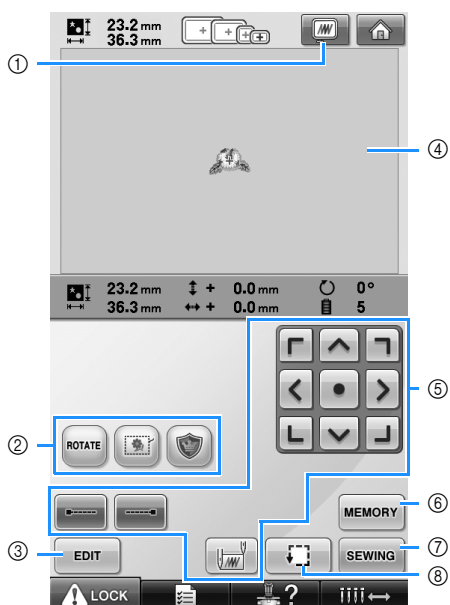 23.2 mm
36.3 mm
①
④
23.2 mm + 0.0 mm 0°
36.3 mm + 0.0 mm 5
⑤
② ROTATE
MEMORY ⑥
③ EDIT SEWING ⑦
⑧
LOCK ?